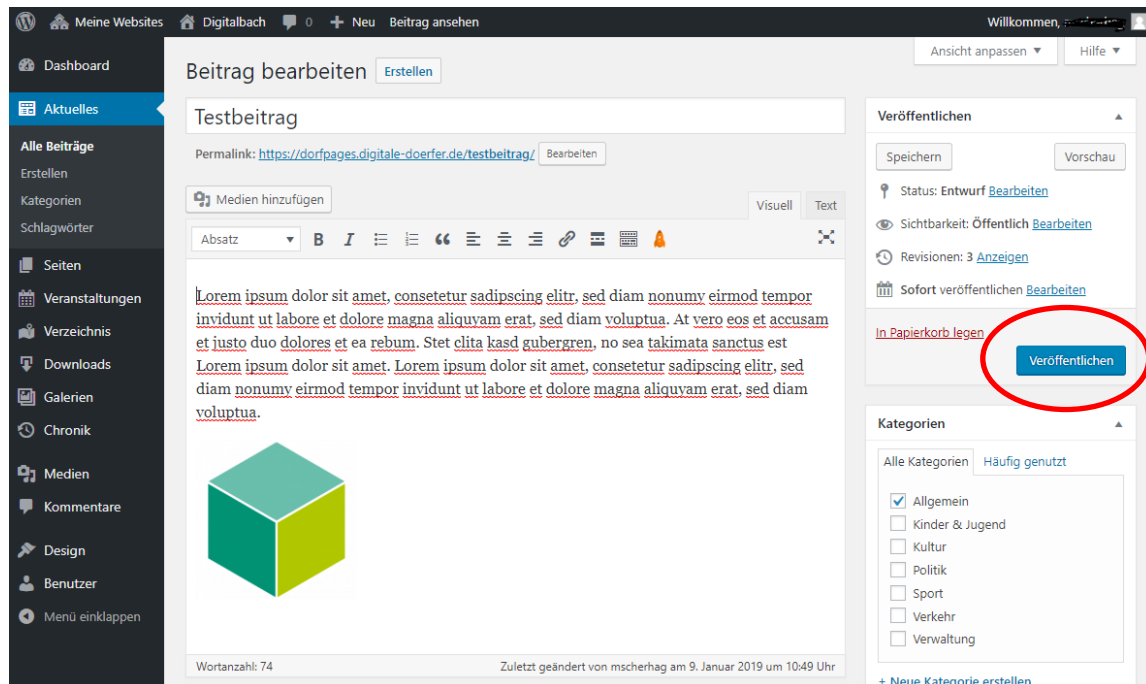 Meine Websites Digitalbach 0 Neu Beitrag ansehen Willkommen,
Ansicht anpassen ▼ Hilfe ▼
Dashboard
Aktuelles
Alle Beiträge
Erstellen
Kategorien
Schlagwörter
Seiten
Veranstaltungen
Verzeichnis
Downloads
Galerien
Chronik
Medien
Kommentare
Design
Benutzer
Menü einklappen
Beitrag bearbeiten Erstellen
Testbeitrag
Permalink: https://dorfpages.digitale-doerfer.de/testbeitrag/ Bearbeiten
Medien hinzufügen
Visuell Text
Absatz ▼ B I
Lorem ipsum dolor sit amet, consetetur sadipscing elitr, sed diam nonumy eirmod tempor
invidunt ut labore et dolore magna aliquyam erat, sed diam voluptua. At vero eos et accusam
et justo duo dolores et ea rebum. Stet clita kasd gubergren, no sea takimata sanctus est
Lorem ipsum dolor sit amet. Lorem ipsum dolor sit amet, consetetur sadipscing elitr, sed
diam nonumy eirmod tempor invidunt ut labore et dolore magna aliquyam erat, sed diam
voluptua.
Wortanzahl: 74 Zuletzt geändert von mscherhag am 9. Januar 2019 um 10:49 Uhr
Veröffentlichen
Speichern Vorschau
Status: Entwurf Bearbeiten
Sichtbarkeit: Öffentlich Bearbeiten
Revisionen: 3 Anzeigen
Sofort veröffentlichen Bearbeiten
In Papierkorb legen
Veröffentlichen
Kategorien
Alle Kategorien Häufig genutzt
Allgemein
Kinder & Jugend
Kultur
Politik
Sport
Verkehr
Verwaltung
+ Neue Kategorie erstellen